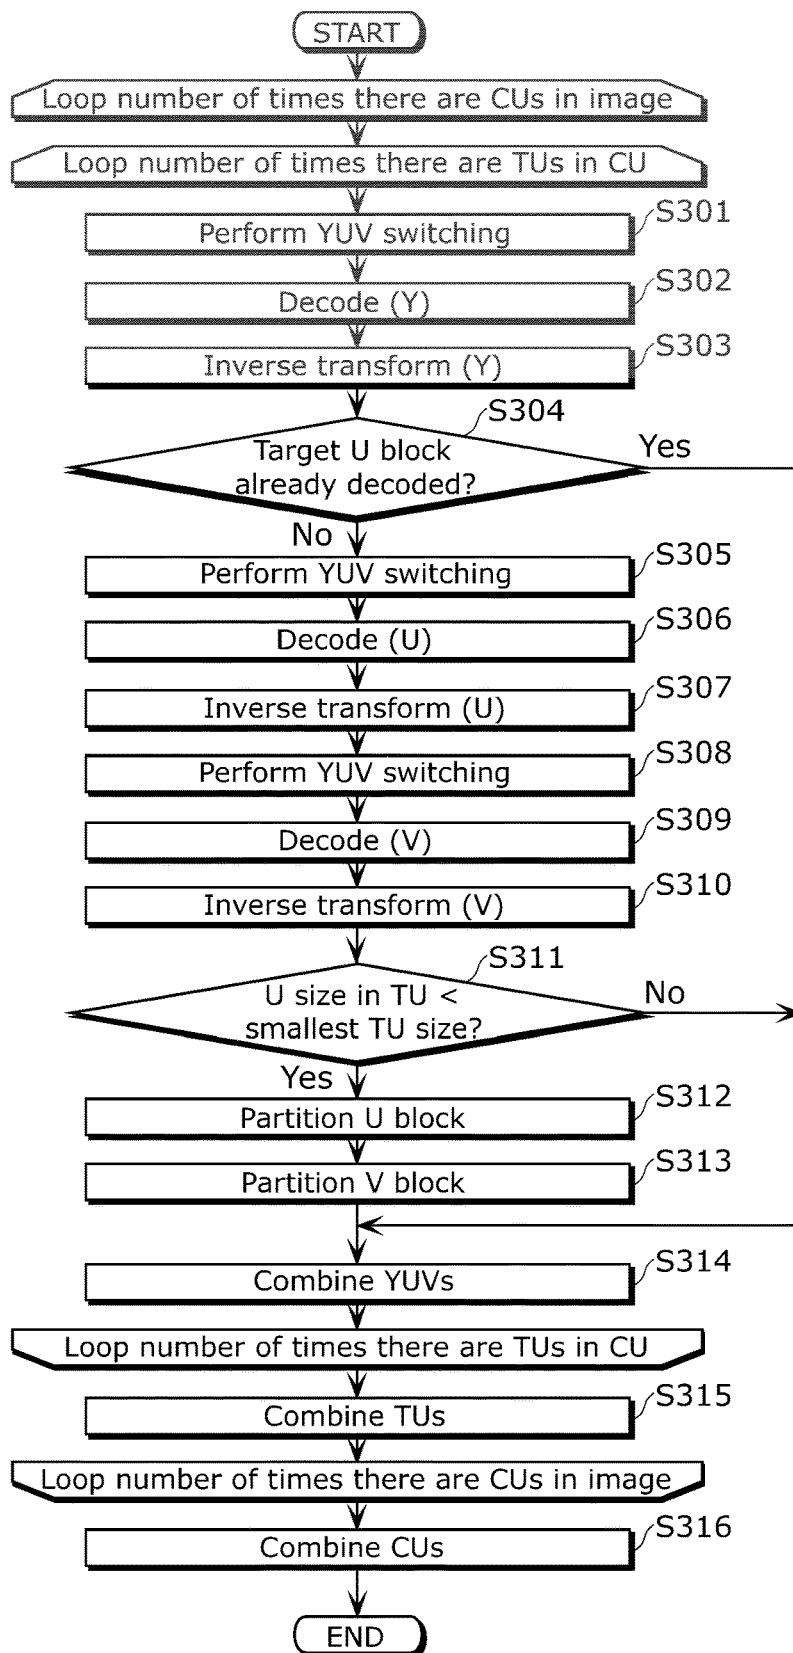 START
Loop number of times there are CUs in image
Loop number of times there are TUs in CU
S301
Perform YUV switching
S302
Decode (Y)
S303
Inverse transform (Y)
S304
Target U block
already decoded?
Yes
No
S305
Perform YUV switching
S306
Decode (U)
S307
Inverse transform (U)
S308
Perform YUV switching
S309
Decode (V)
S310
Inverse transform (V)
S311
U size in TU <
smallest TU size?
No
Yes
S312
Partition U block
S313
Partition V block
S314
Combine YUVs
Loop number of times there are TUs in CU
S315
Combine TUs
Loop number of times there are CUs in image
S316
Combine CUs
END